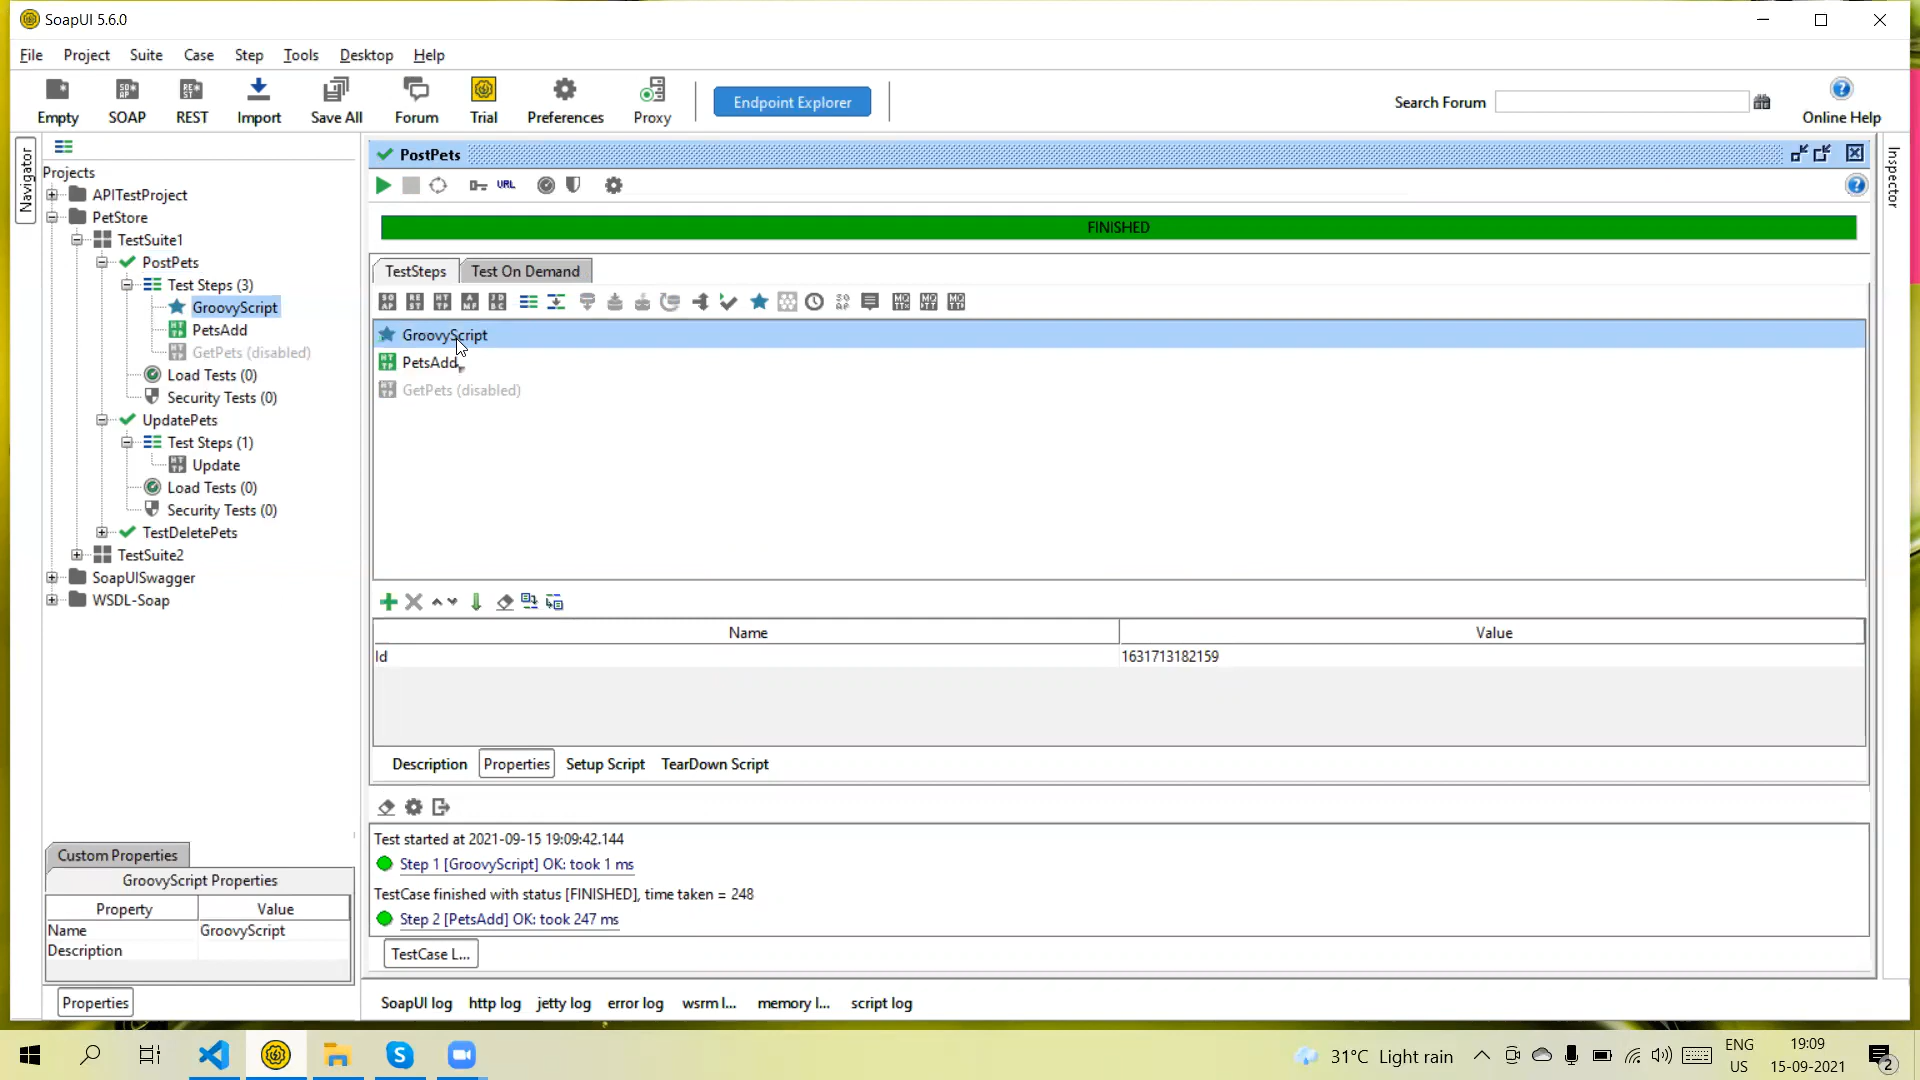 SoapUI 5.6.0
File Project Suite Case Step Tools Desktop Help
Empty SOAP REST Import Save All Forum Trial Preferences Proxy Endpoint Explorer Search Forum Online Help
Navigator
Projects
APITestProject
PetStore
TestSuite1
PostPets
Test Steps (3)
GroovyScript
PetsAdd
GetPets (disabled)
Load Tests (0)
Security Tests (0)
UpdatePets
Test Steps (1)
Update
Load Tests (0)
Security Tests (0)
TestDeletePets
TestSuite2
SoapUISwagger
WSDL-Soap
Custom Properties
GroovyScript Properties
Property Value
Name GroovyScript
Description
Properties
PostPets
URL
FINISHED
TestSteps Test On Demand
GroovyScript
PetsAdd
GetPets (disabled)
Name Value
Id 1631713182159
Description Properties Setup Script TearDown Script
Test started at 2021-09-15 19:09:42.144
Step 1 [GroovyScript] OK: took 1 ms
TestCase finished with status [FINISHED], time taken = 248
Step 2 [PetsAdd] OK: took 247 ms
TestCase L...
SoapUI log http log jetty log error log wsrm l... memory l... script log
Inspector
31°C Light rain
ENG
US
19:09
15-09-2021
2